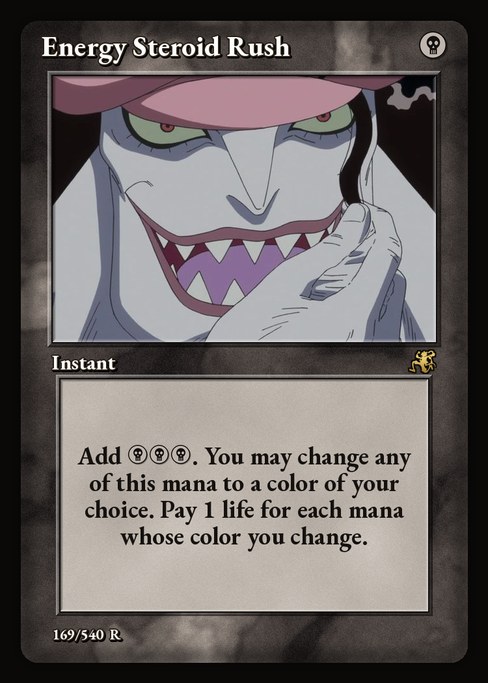 Energy Steroid Rush
Instant
Add. You may change any
of this mana to a color of your
choice. Pay 1 life for each mana
whose color you change.
169/540 R